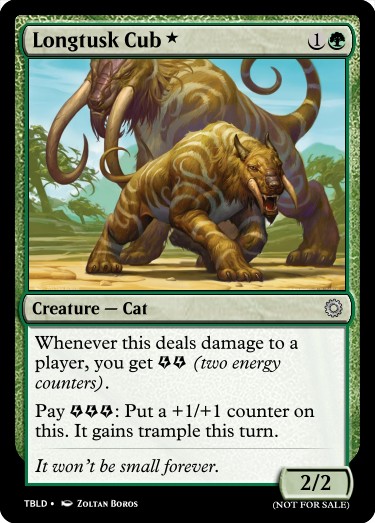 Longtusk Cub ★ 1
Creature — Cat
Whenever this deals damage to a
player, you get (two energy
counters).
Pay : Put a +1/+1 counter on
this. It gains trample this turn.
It won't be small forever.
2/2
TBLD • Zoltan Boros
(NOT FOR SALE)